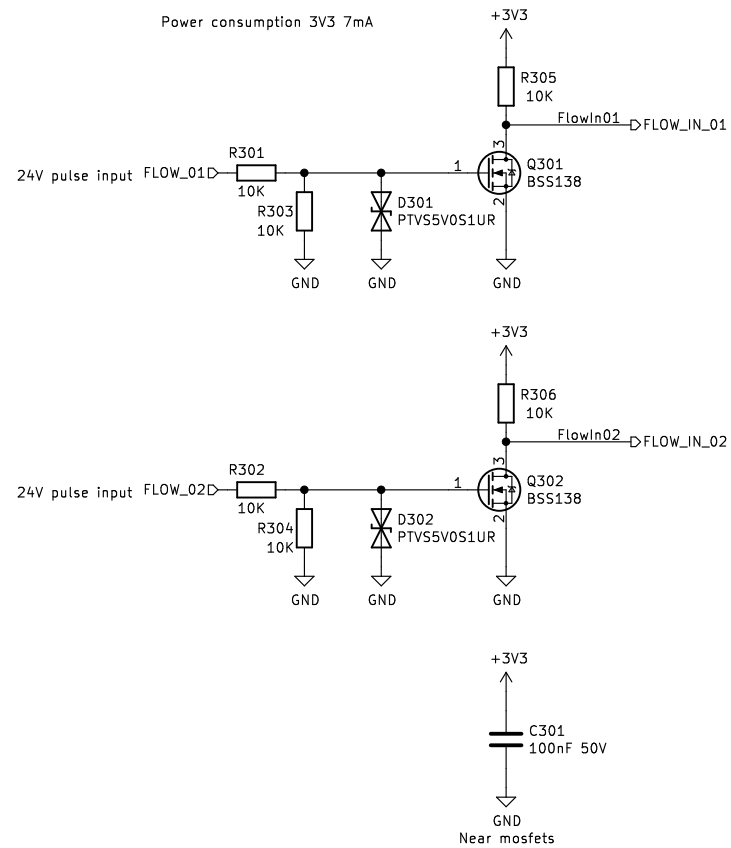 Power consumption 3V3 7mA
+3V3
R305
10K
FlowIn01
FLOW_IN_01
3
R301
24V pulse input
FLOW_01
1
Q301
BSS138
10K
R303
10K
D301
PTVS5V0S1UR
2
GND
GND
GND
+3V3
R306
10K
FlowIn02
FLOW_IN_02
3
R302
24V pulse input
FLOW_02
1
Q302
BSS138
10K
R304
10K
D302
PTVS5V0S1UR
2
GND
GND
GND
+3V3
C301
100nF 50V
GND
Near mosfets